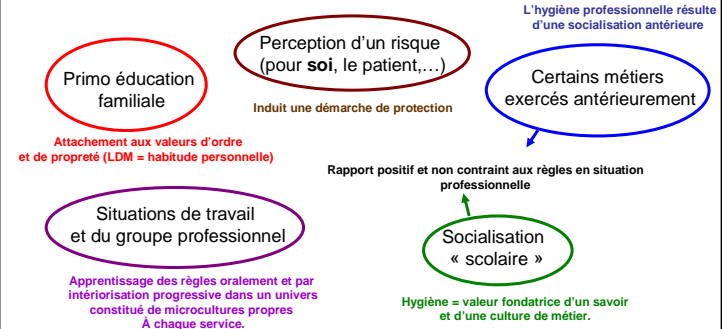 L'hygiène professionnelle résulte
d'une socialisation antérieure
Perception d'un risque
(pour soi, le patient,…)
Primo éducation
familiale
Certains métiers
exercés antérieurement
Induit une démarche de protection
Attachement aux valeurs d'ordre
et de propreté (LDM = habitude personnelle)
Rapport positif et non contraint aux règles en situation
professionnelle
Situations de travail
et du groupe professionnel
Socialisation
« scolaire »
Apprentissage des règles oralement et par
intériorisation progressive dans un univers
constitué de microcultures propres
À chaque service.
Hygiène = valeur fondatrice d'un savoir
et d'une culture de métier.